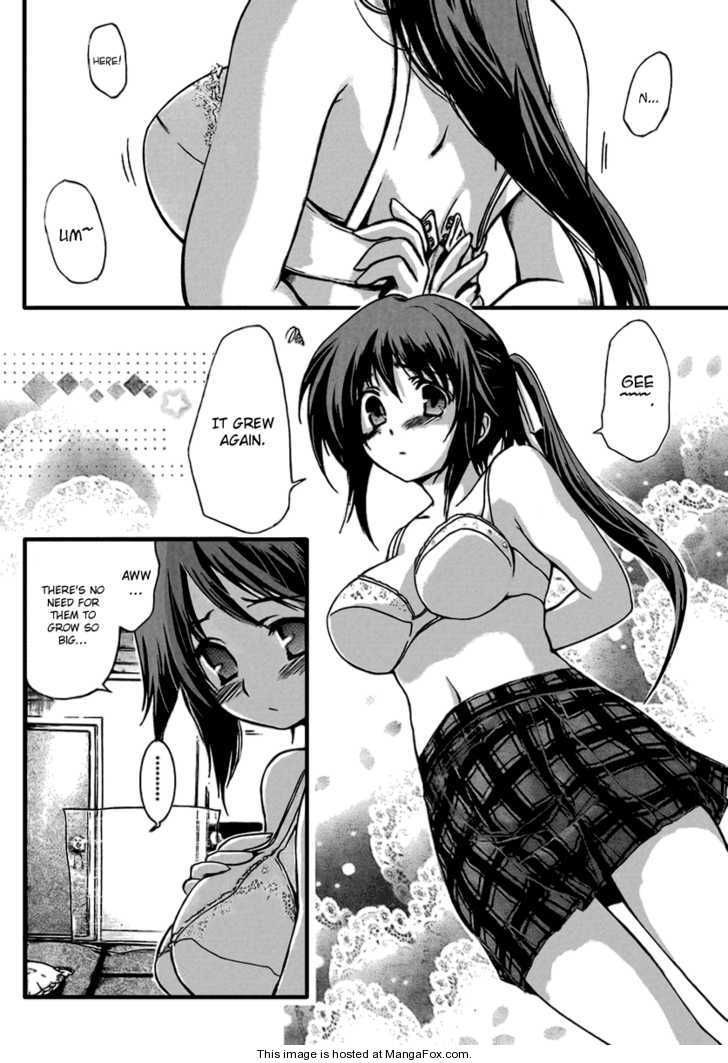 N...
HERE!
UM~
GEE
~~~.
IT GREW
AGAIN.
AWW
...
THERE'S NO
NEED FOR
THEM TO
GROW SO
BIG...
........
This image is hosted at MangaFox.com